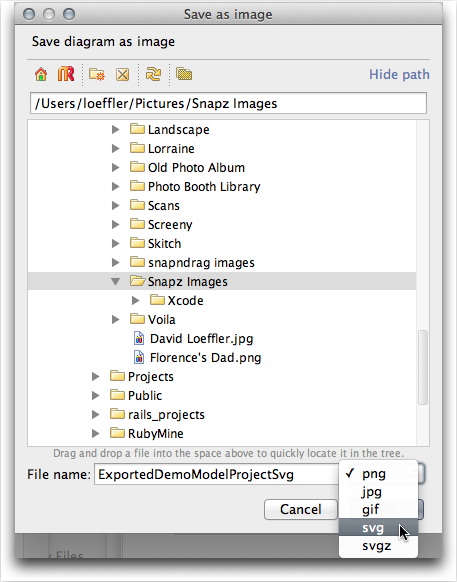 Save as image
Save diagram as image
Hide path
/Users/loeffler/Pictures/Snapz Images
Landscape
Lorraine
Old Photo Album
Photo Booth Library
Scans
Screeny
Skitch
snapndrag images
Snapz Images
Xcode
Voila
David Loeffler.jpg
Florence's Dad.png
Projects
Public
rails_projects
RubyMine
Drag and drop a file into the space above to quickly locate it in the tree.
File name: ExportedDemoModelProjectSvg
✓ png
jpg
gif
svg
svgz
Cancel
Files